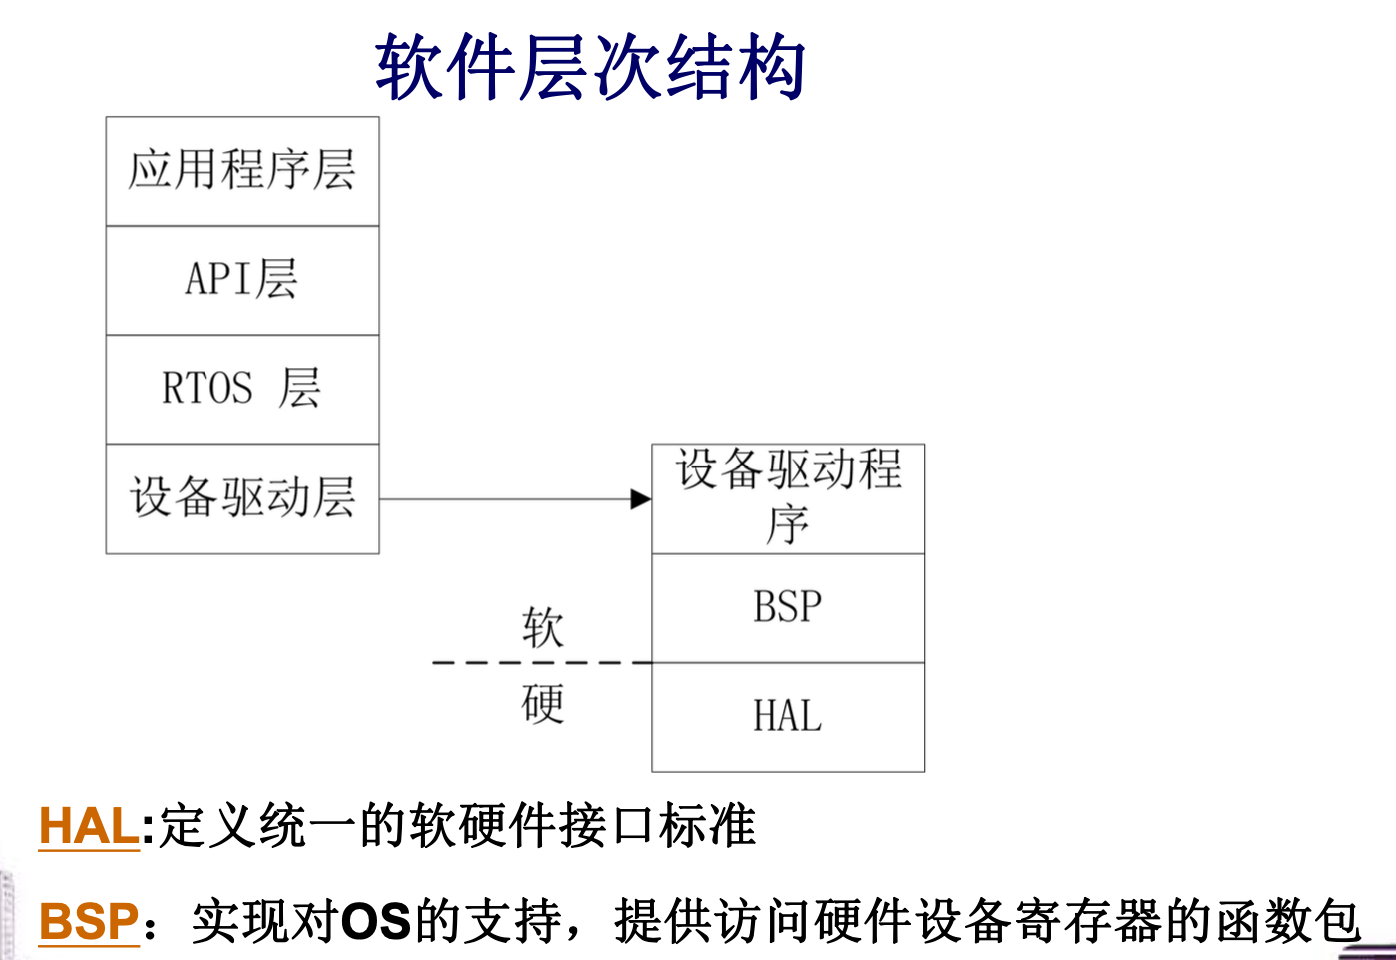 软件层次结构
应用程序层
API层
RTOS 层
设备驱动层
设备驱动程
序
BSP
软
硬
HAL
HAL:定义统一的软硬件接口标准
BSP：实现对OS的支持，提供访问硬件设备寄存器的函数包